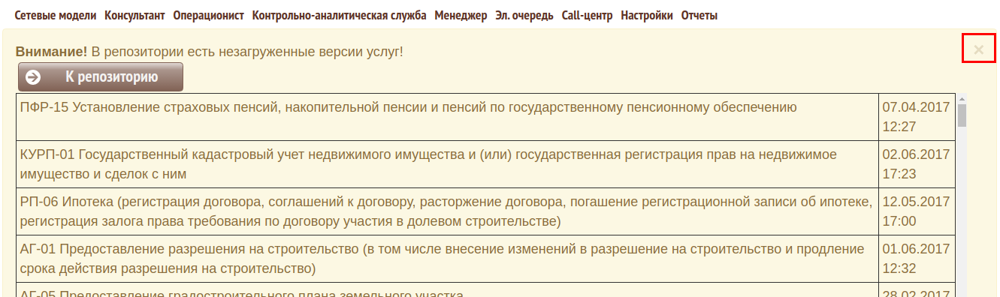 Сетевые модели Консультант Операционист Контрольно-аналитическая служба Менеджер Эл. очередь Call-центр Настройки Отчеты
Внимание! В репозитории есть незагруженные версии услуг!
×
К репозиторию
ПФР-15 Установление страховых пенсий, накопительной пенсии и пенсий по государственному пенсионному обеспечению
07.04.2017
12:27
КУРП-01 Государственный кадастровый учет недвижимого имущества и (или) государственная регистрация прав на недвижимое
имущество и сделок с ним
02.06.2017
17:23
РП-06 Ипотека (регистрация договора, соглашений к договору, расторжение договора, погашение регистрационной записи об ипотеке,
регистрация залога права требования по договору участия в долевом строительстве)
12.05.2017
17:00
АГ-01 Предоставление разрешения на строительство (в том числе внесение изменений в разрешение на строительство и продление
срока действия разрешения на строительство)
01.06.2017
12:32
АГ-05 Предоставление градостроительного плана земельного участка
28.02.2017